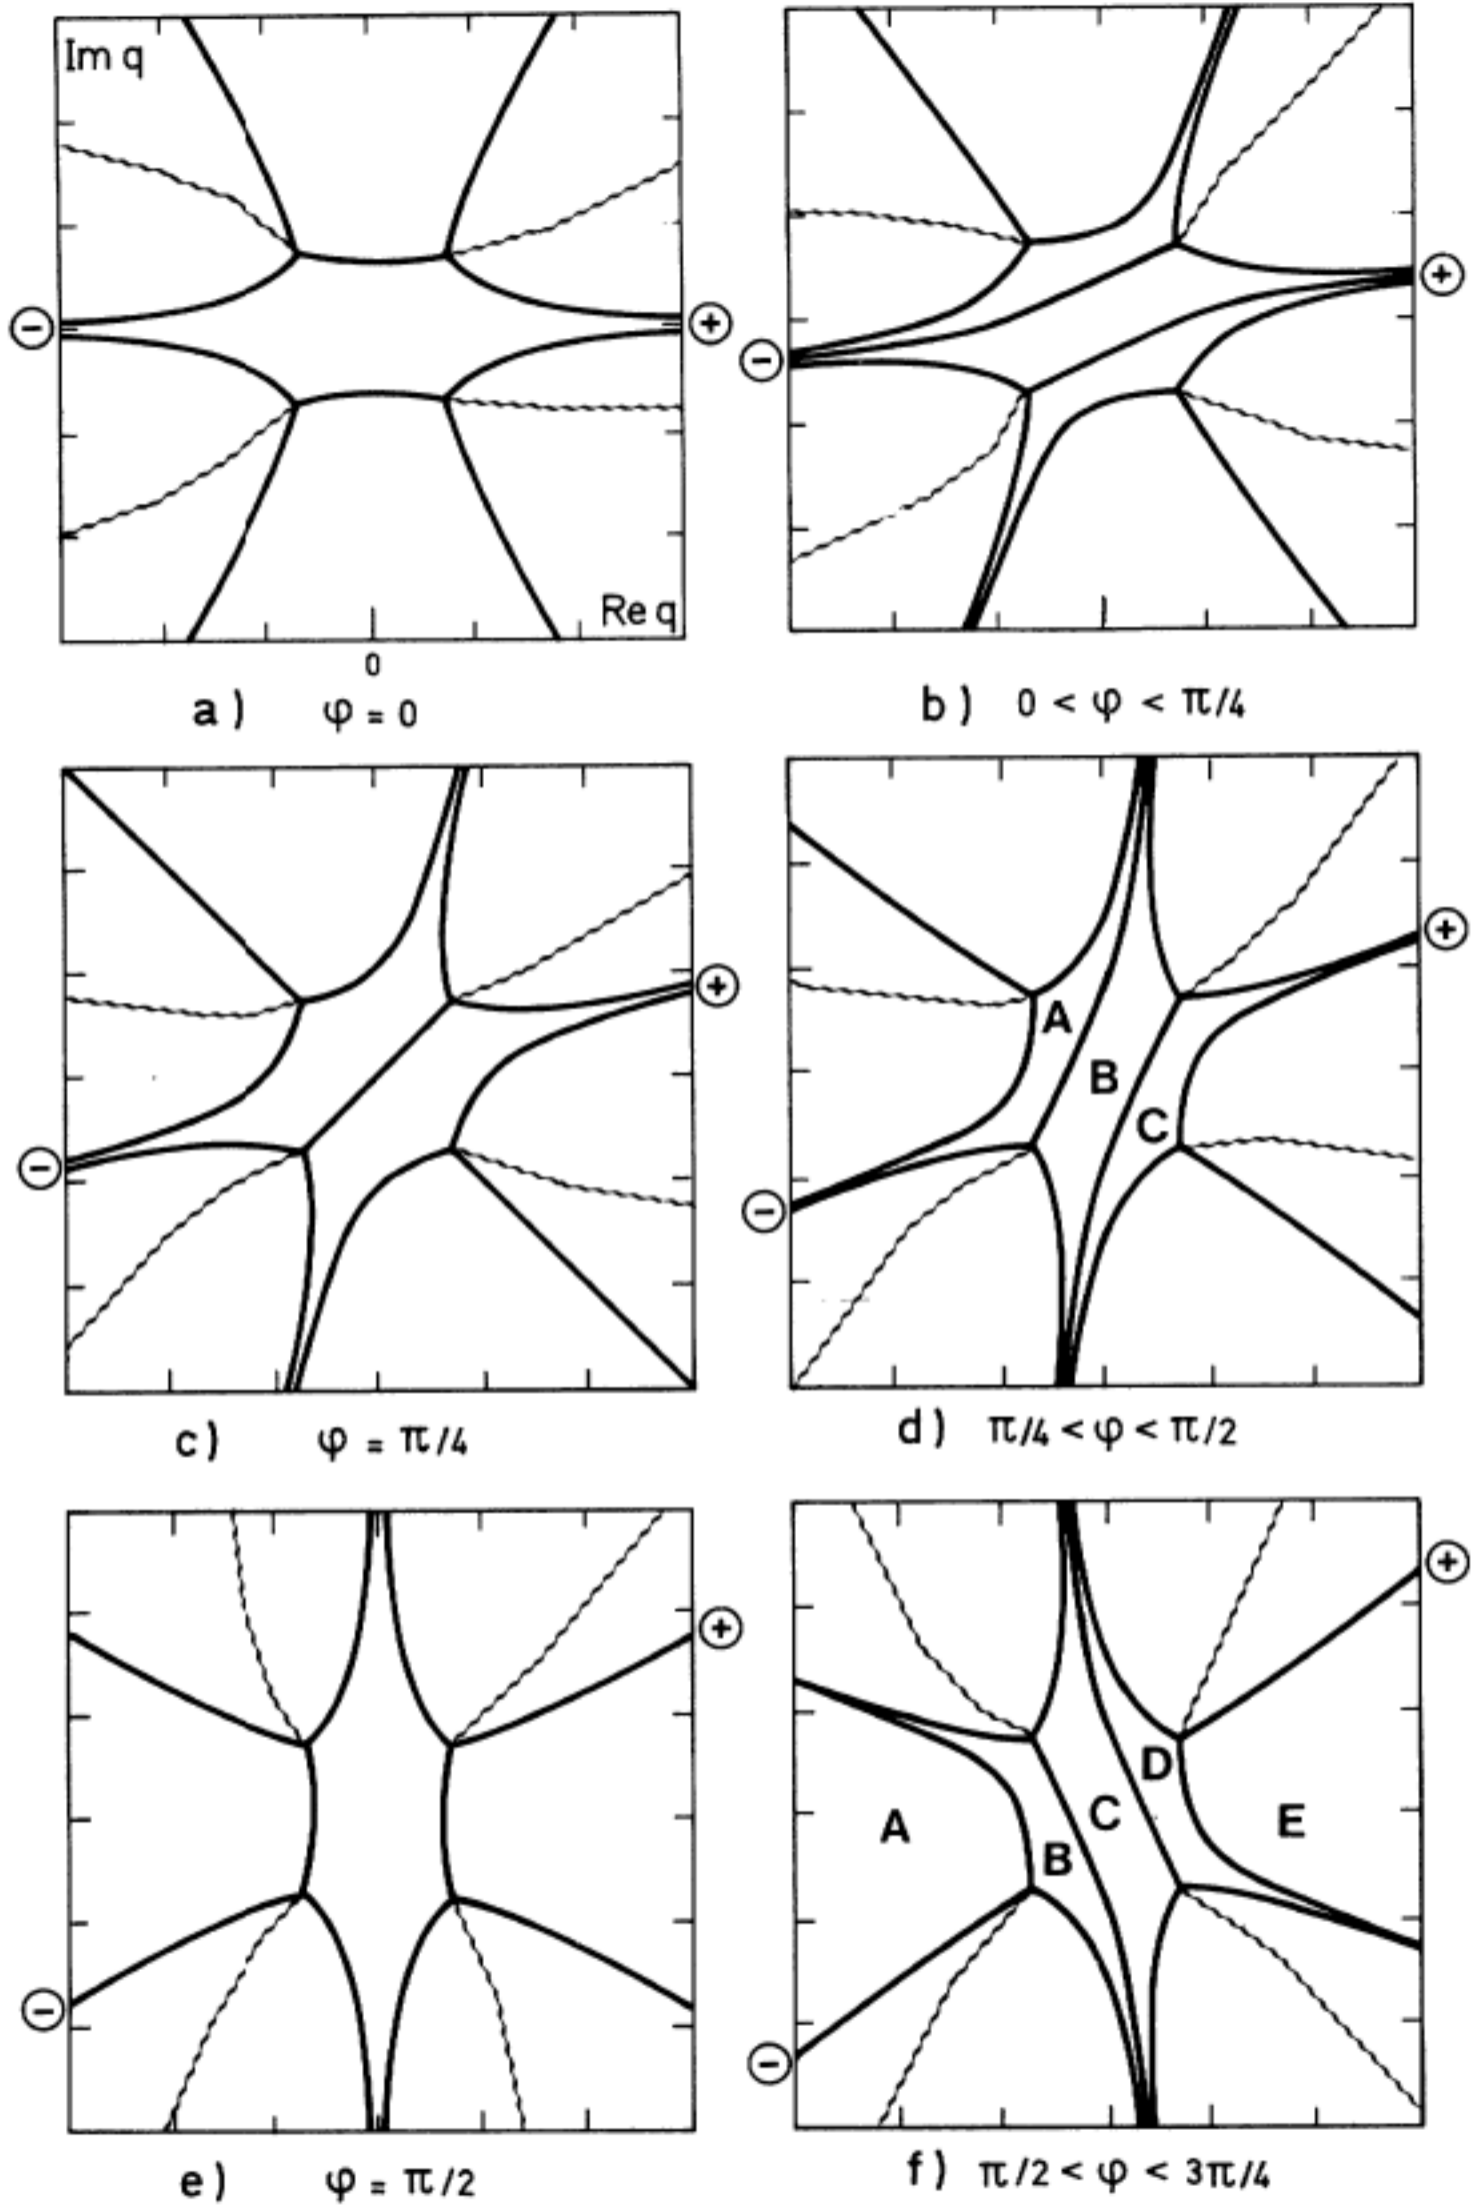 Im q
⊖
⊕
Re q
0
a) φ = 0
⊕
⊖
b) 0 < φ < π/4
⊕
⊖
c) φ = π/4
⊕
A
B
C
⊖
d) π/4 < φ < π/2
⊕
⊖
e) φ = π/2
⊕
D
C
E
A
B
⊖
f) π/2 < φ < 3π/4